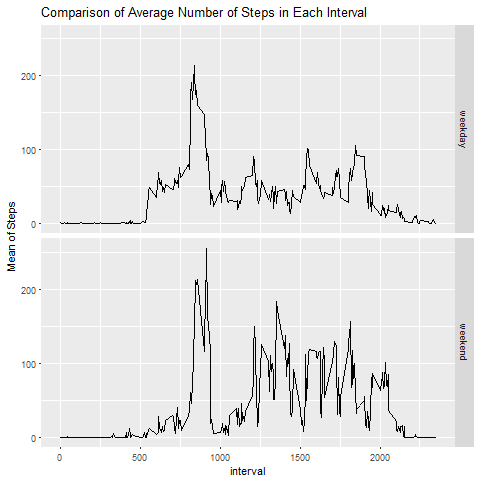 Comparison of Average Number of Steps in Each Interval
200
100
0
weekday
Mean of Steps
200
100
0
weekend
0
500
1000
1500
2000
interval